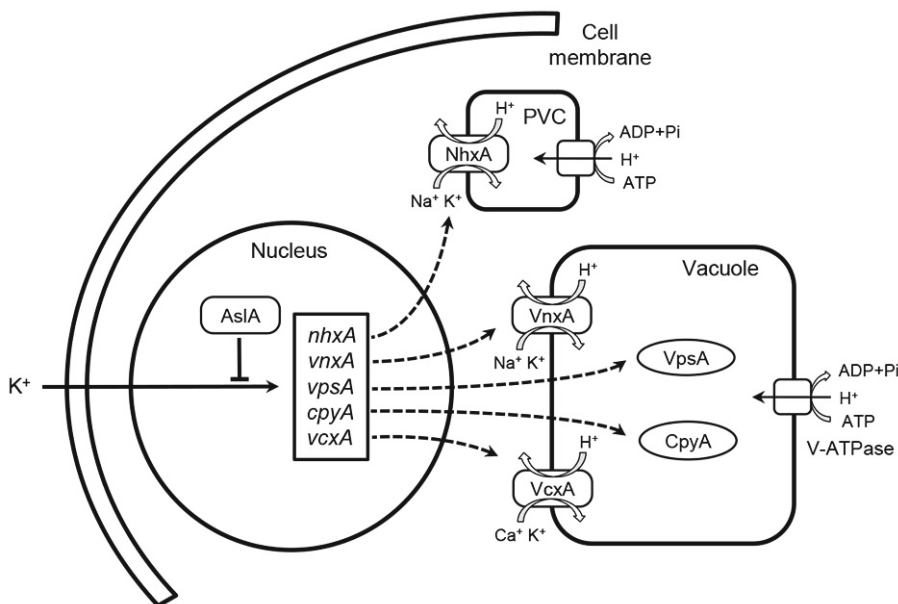 Cell
membrane
PVC
H⁺
NhxA
Na⁺ K⁺
ADP+Pi
H⁺
ATP
Nucleus
AslA
K⁺
nhxA
vnxA
vpsA
cpyA
vcxA
Vacuole
H⁺
VnxA
Na⁺ K⁺
VpsA
CpyA
H⁺
VcxA
Ca⁺ K⁺
ADP+Pi
H⁺
ATP
V-ATPase